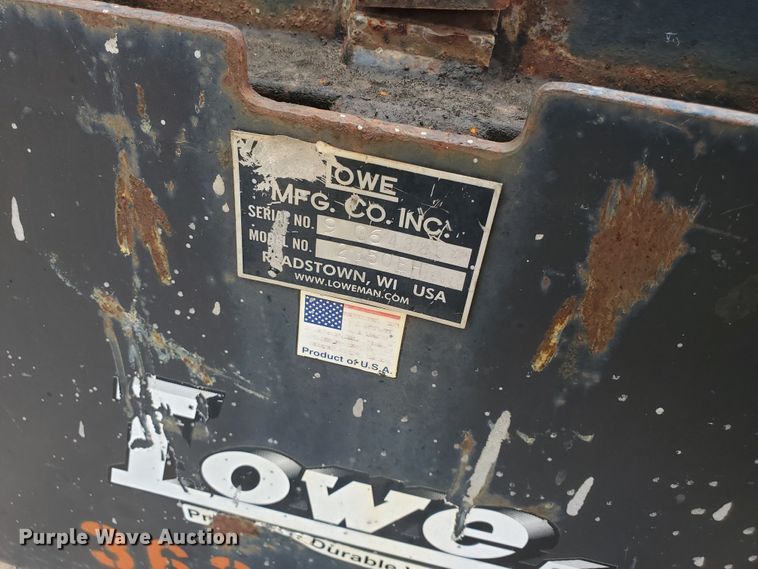 LOWE
MFG. CO. INC.
SERIAL NO.
MODEL NO.
READSTOWN, WI USA
WWW.LOWEMAN.COM
Product of U.S.A.
Lowe
Durable
Purple Wave Auction